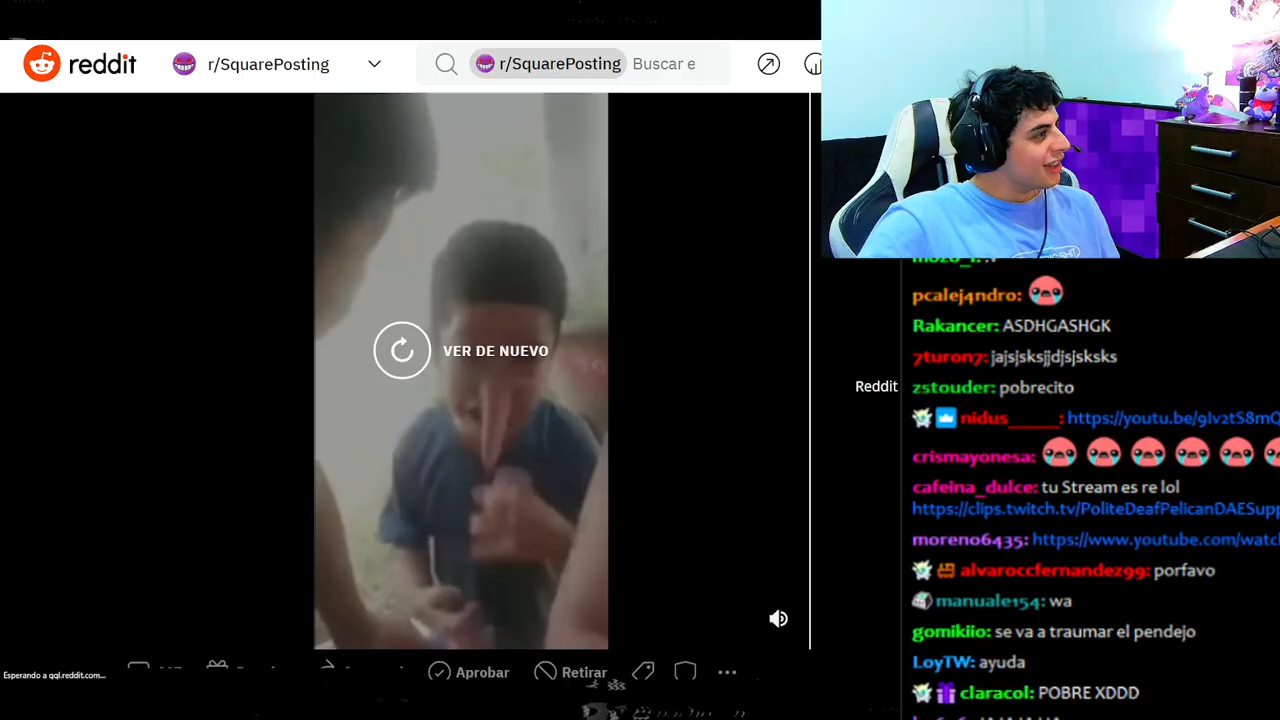 reddit
r/SquarePosting
r/SquarePosting
Buscar e
VER DE NUEVO
Reddit
Aprobar
Retirar
Esperando a gql.reddit.com...
pcalej4ndro:
Rakancer: ASDHGASHGK
7turon7: jajsjsksjjdjsjsksks
zstouder: pobrecito
nidus_____: https://youtu.be/9Iv2tS8mQ
crismayonesa:
cafeina_dulce: tu Stream es re lol
https://clips.twitch.tv/PoliteDeafPelicanDAESupp
moreno6435: https://www.youtube.com/watc
alvaroccfernandez99: porfavo
manuale154: wa
gomikiio: se va a traumar el pendejo
LoyTW: ayuda
claracol: POBRE XDDD